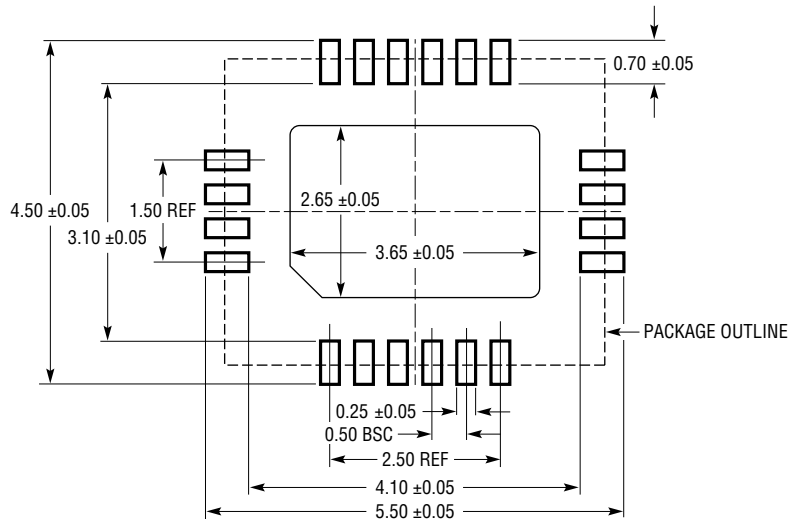 0.70 ±0.05
2.65 ±0.05
4.50 ±0.05
1.50 REF
3.10 ±0.05
3.65 ±0.05
PACKAGE OUTLINE
0.25 ±0.05
0.50 BSC
2.50 REF
4.10 ±0.05
5.50 ±0.05